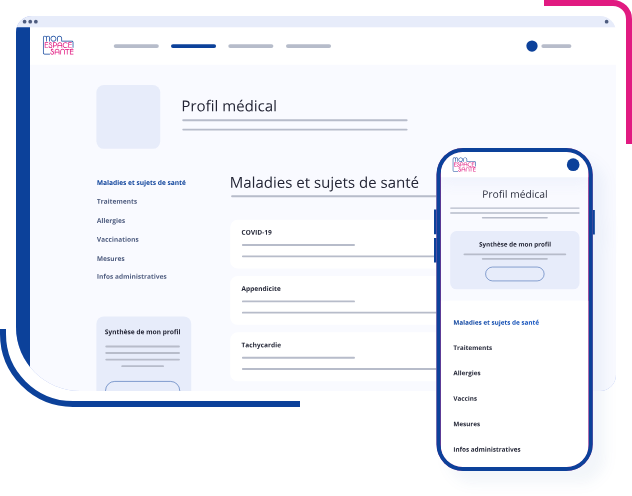 MON
ESPACE
SANTÉ
Profil médical
Maladies et sujets de santé
Traitements
Allergies
Vaccinations
Mesures
Infos administratives
Synthèse de mon profil
Maladies et sujets de santé
COVID-19
Appendicite
Tachycardie
MON
ESPACE
SANTÉ
Profil médical
Synthèse de mon profil
Maladies et sujets de santé
Traitements
Allergies
Vaccins
Mesures
Infos administratives